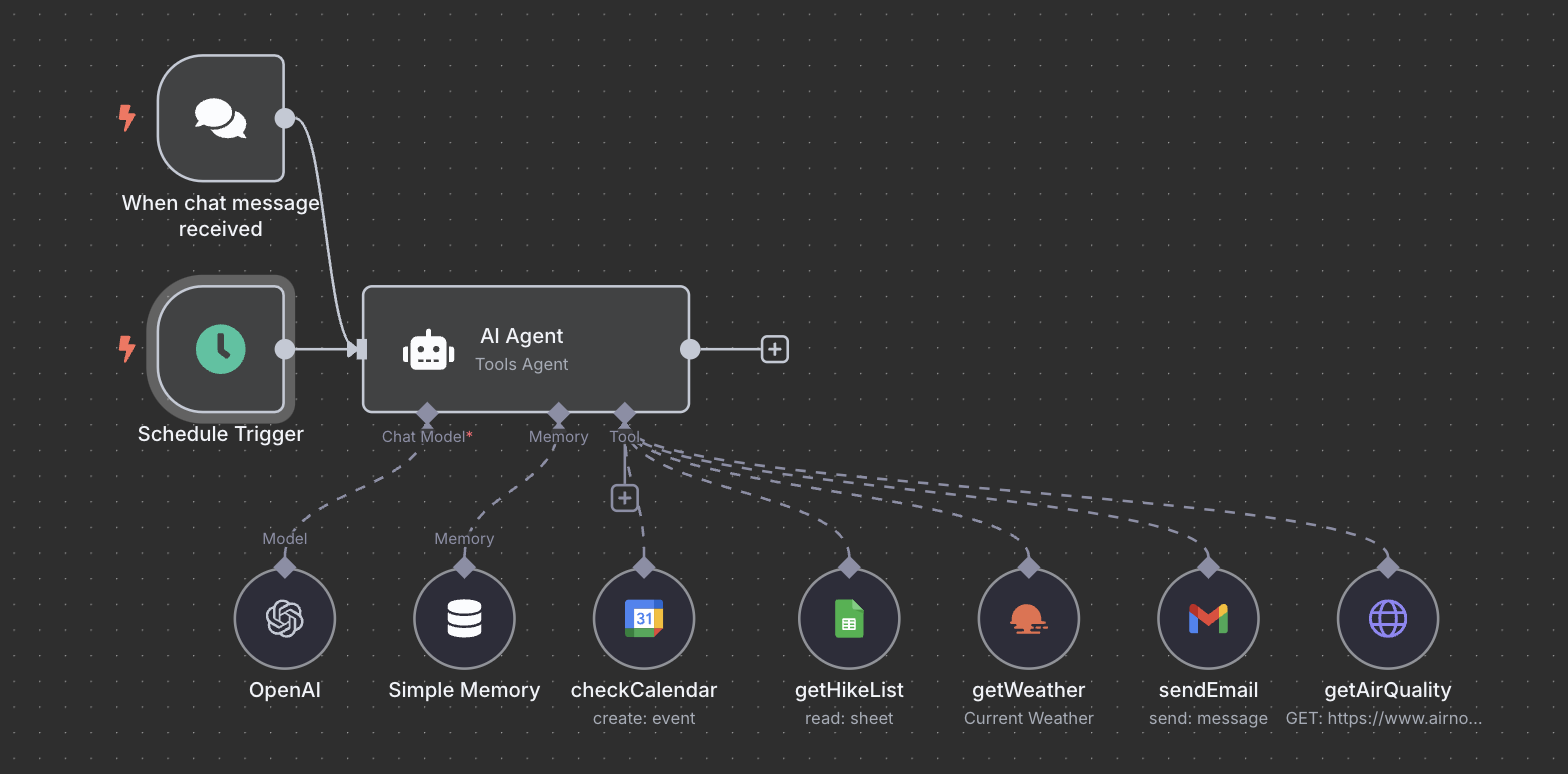 When chat message
received
AI Agent
Tools Agent
Schedule Trigger
Chat Model*
Memory
Tool
Model
Memory
31
OpenAI
Simple Memory
checkCalendar
create: event
getHikeList
read: sheet
getWeather
Current Weather
sendEmail
send: message
getAirQuality
GET: https://www.airno...